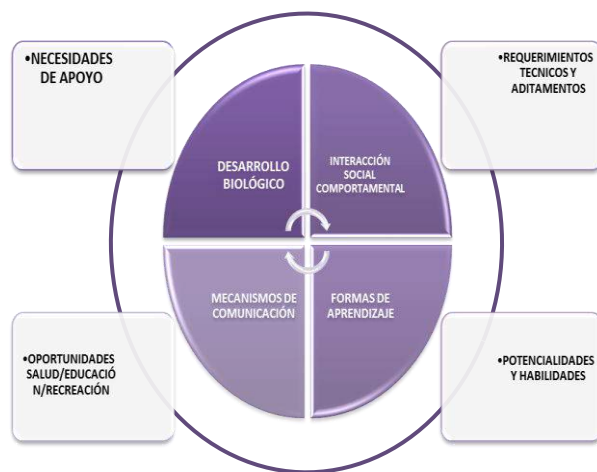 •NECESIDADES
DE APOYO
•REQUERIMIENTOS
TECNICOS Y
ADITAMENTOS
DESARROLLO
BIOLÓGICO
INTERACCIÓN
SOCIAL
COMPORTAMENTAL
MECANISMOS DE
COMUNICACIÓN
FORMAS DE
APRENDIZAJE
•OPORTUNIDADES
SALUD/EDUCACIÓ
N/RECREACIÓN
•POTENCIALIDADES
Y HABILIDADES